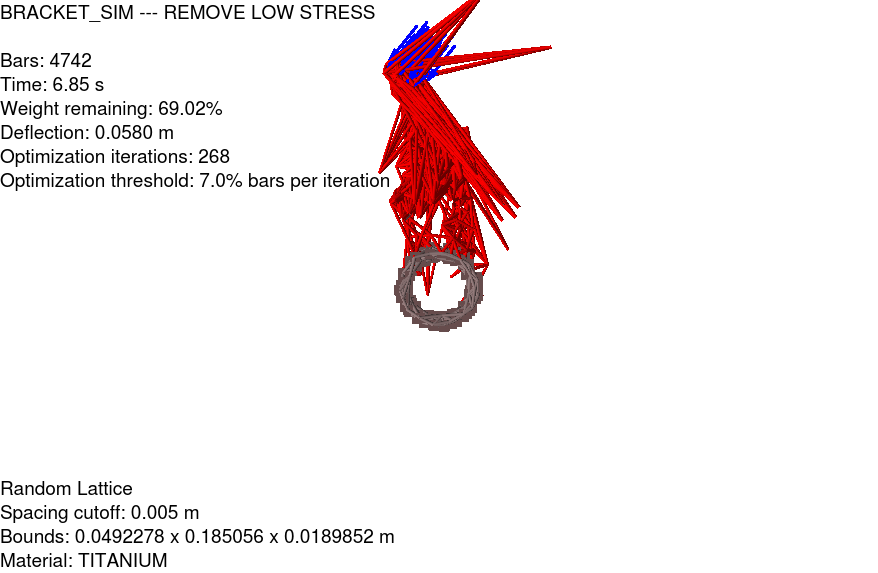 BRACKET_SIM --- REMOVE LOW STRESS
Bars: 4742
Time: 6.85 s
Weight remaining: 69.02%
Deflection: 0.0580 m
Optimization iterations: 268
Optimization threshold: 7.0% bars per iteration
Random Lattice
Spacing cutoff: 0.005 m
Bounds: 0.0492278 x 0.185056 x 0.0189852 m
Material: TITANIUM